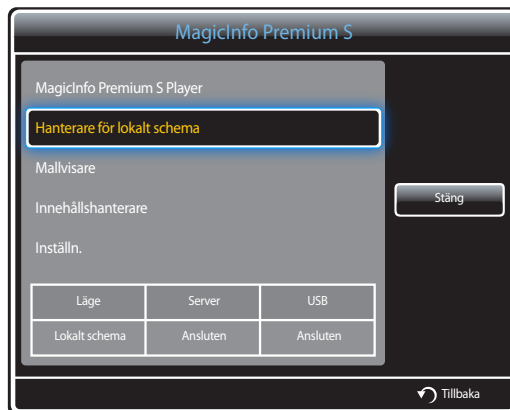 MagicInfo Premium S
MagicInfo Premium S Player
Hanterare för lokalt schema
Mallvisare
Innehållshanterare
Inställn.
Stäng
Läge Server USB
Lokalt schema Ansluten Ansluten
Tillbaka